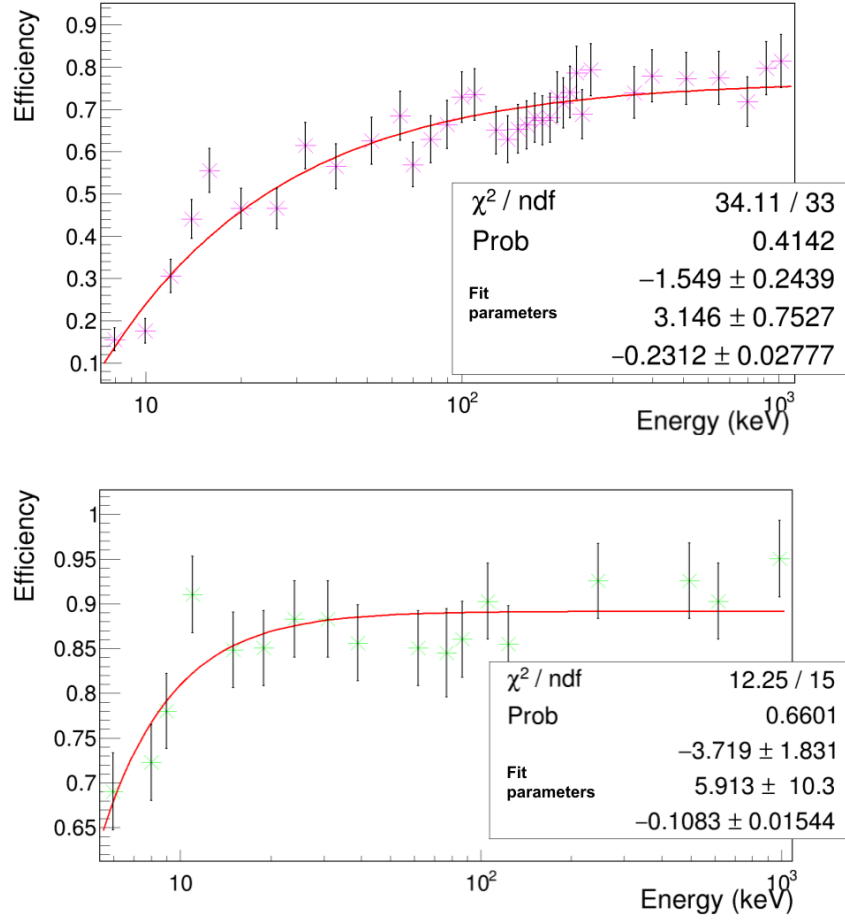 Efficiency
0.9
0.8
0.7
0.6
0.5
0.4
0.3
0.2
0.1
χ² / ndf 34.11 / 33
Prob 0.4142
Fit parameters
−1.549 ± 0.2439
3.146 ± 0.7527
−0.2312 ± 0.02777
10 10² 10³
Energy (keV)
Efficiency
1
0.95
0.9
0.85
0.8
0.75
0.7
0.65
χ² / ndf 12.25 / 15
Prob 0.6601
Fit
parameters
−3.719 ± 1.831
5.913 ± 10.3
−0.1083 ± 0.01544
10 10² 10³
Energy (keV)